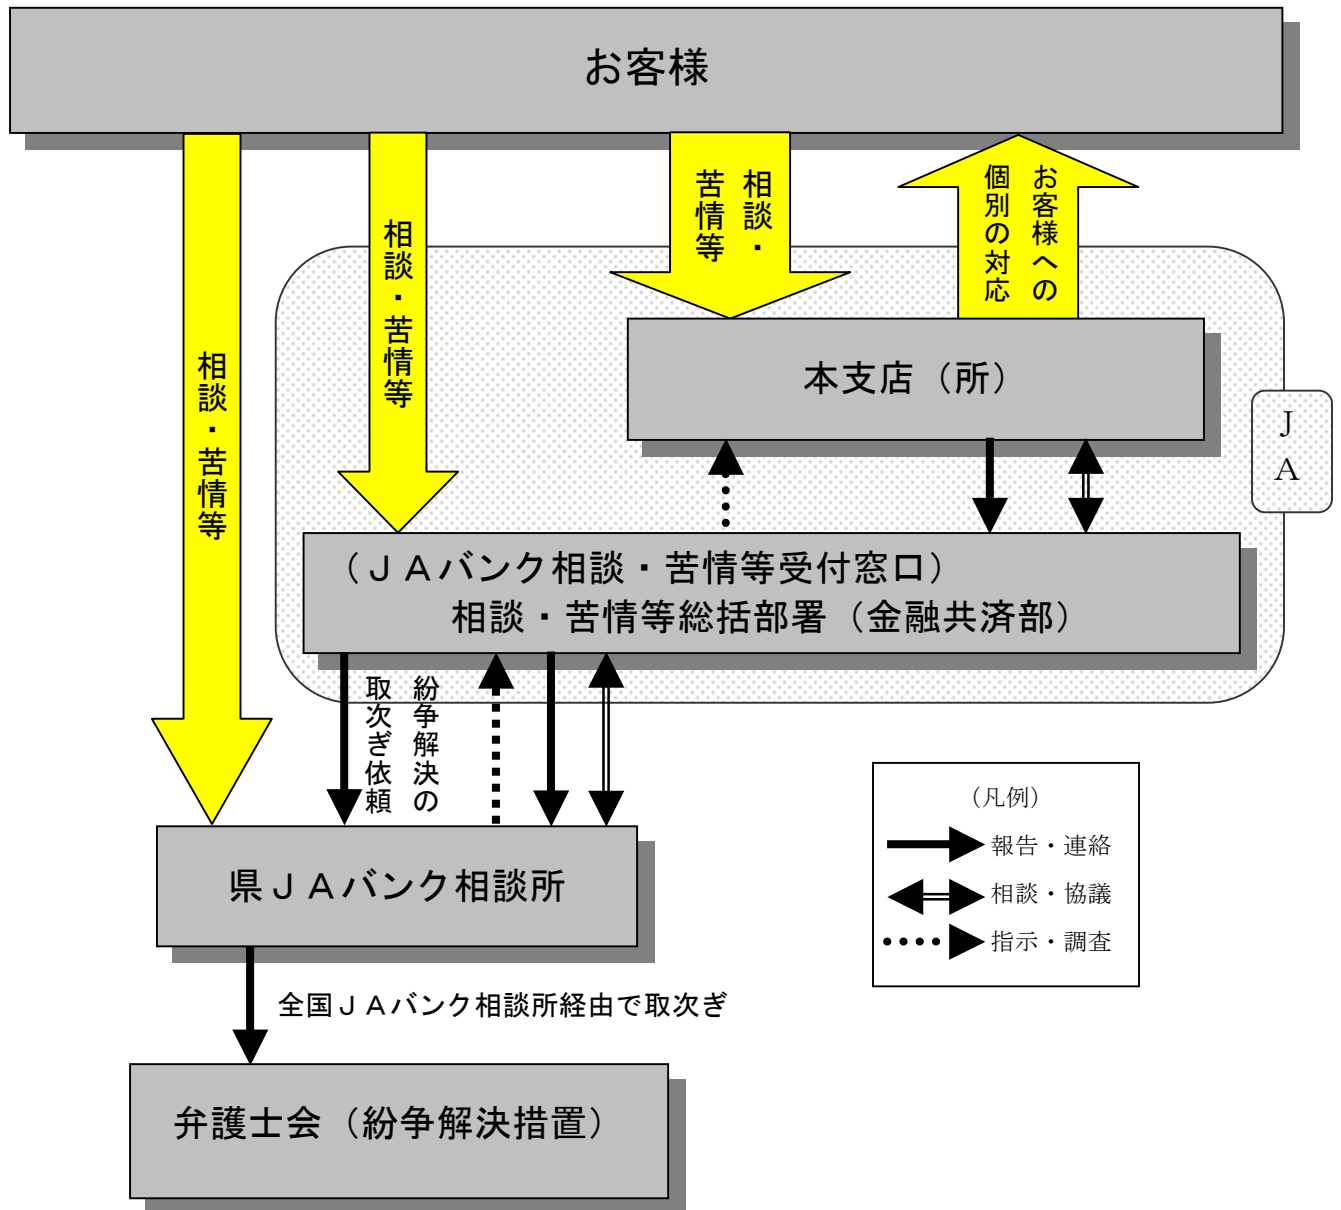 お客様
相談・苦情等
相談・苦情等
相談・
苦情等
お客様への
個別の対応
本支店（所）
Ｊ
Ａ
（ＪＡバンク相談・苦情等受付窓口）
相談・苦情等総括部署（金融共済部）
紛争解決の
取次ぎ依頼
（凡例）
報告・連絡
相談・協議
指示・調査
県ＪＡバンク相談所
全国ＪＡバンク相談所経由で取次ぎ
弁護士会（紛争解決措置）